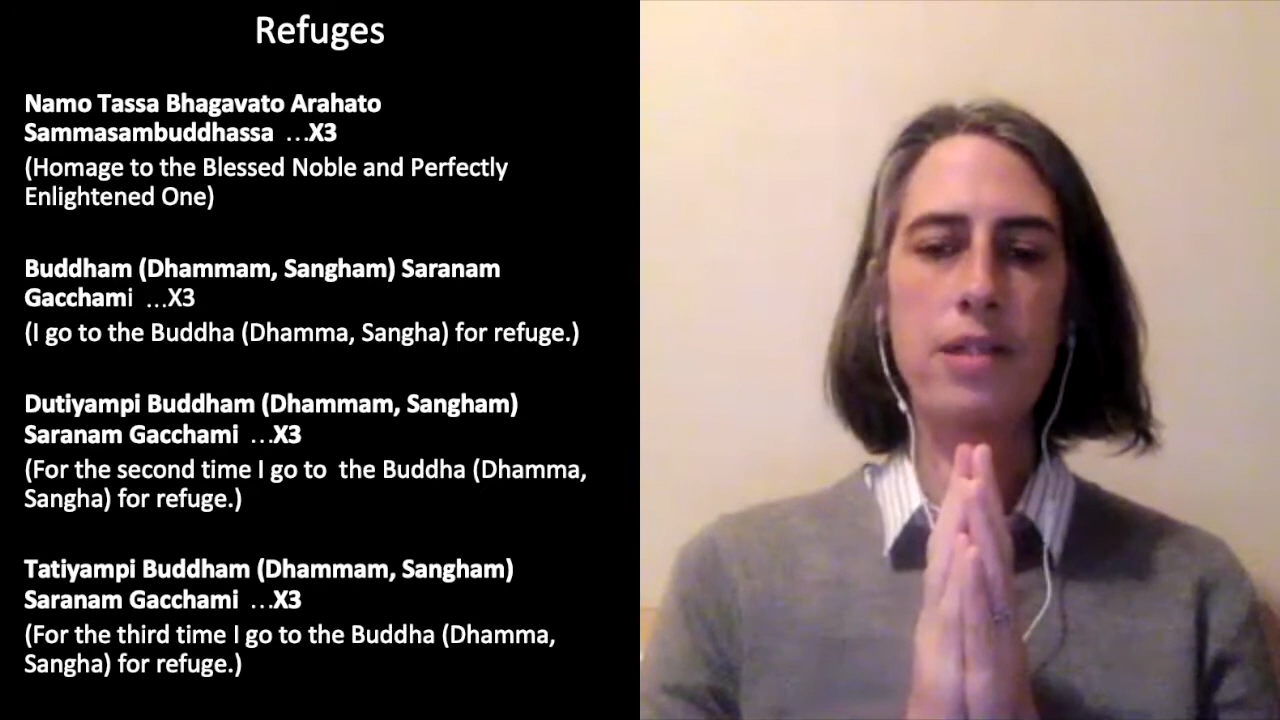 Refuges
Namo Tassa Bhagavato Arahato
Sammasambuddhassa …X3
(Homage to the Blessed Noble and Perfectly
Enlightened One)
Buddham (Dhammam, Sangham) Saranam
Gacchami …X3
(I go to the Buddha (Dhamma, Sangha) for refuge.)
Dutiyampi Buddham (Dhammam, Sangham)
Saranam Gacchami …X3
(For the second time I go to  the Buddha (Dhamma,
Sangha) for refuge.)
Tatiyampi Buddham (Dhammam, Sangham)
Saranam Gacchami …X3
(For the third time I go to the Buddha (Dhamma,
Sangha) for refuge.)